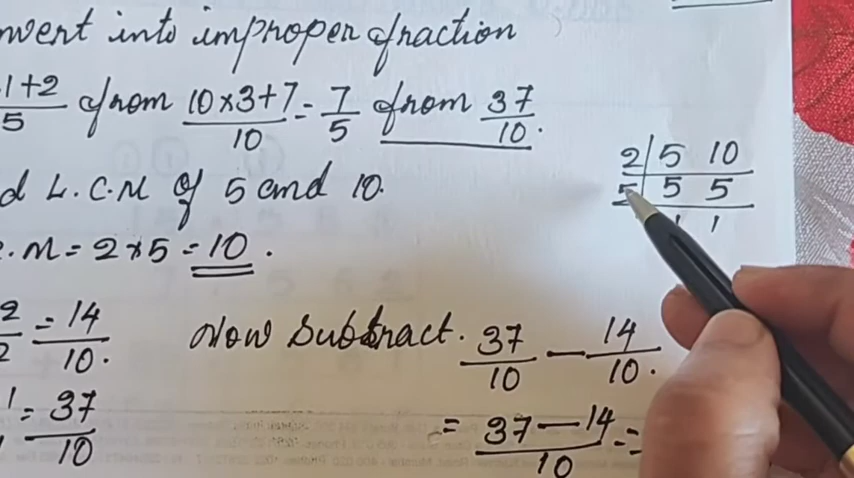 nvert into improper fraction
1+2/5 from 10×3+7/10 = 7/5 from 37/10.
d L.C.M of 5 and 10.
2 | 5 10
5 | 5 5
1 1
.M = 2×5 = 10.
2/2 = 14/10. Now Subtract. 37/10 — 14/10.
1/1 = 37/10
= 37—14/10 =